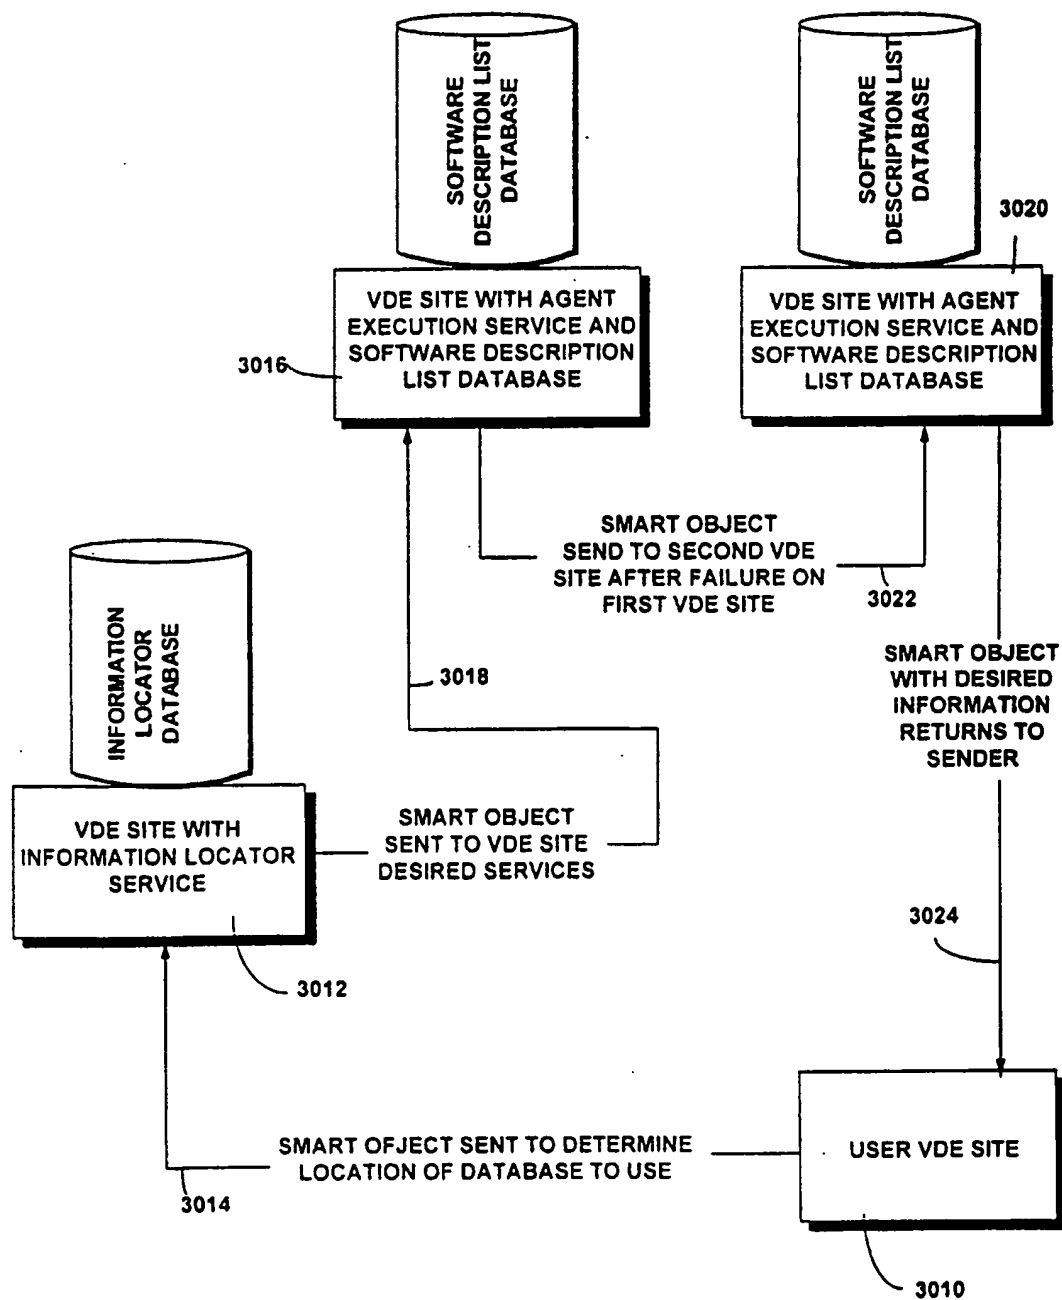 SOFTWARE
DESCRIPTION LIST
DATABASE
SOFTWARE
DESCRIPTION LIST
DATABASE
3020
VDE SITE WITH AGENT
EXECUTION SERVICE AND
SOFTWARE DESCRIPTION
LIST DATABASE
3016
VDE SITE WITH AGENT
EXECUTION SERVICE AND
SOFTWARE DESCRIPTION
LIST DATABASE
SMART OBJECT
SEND TO SECOND VDE
SITE AFTER FAILURE ON
FIRST VDE SITE
3022
INFORMATION
LOCATOR
DATABASE
3018
SMART OBJECT
WITH DESIRED
INFORMATION
RETURNS TO
SENDER
VDE SITE WITH
INFORMATION LOCATOR
SERVICE
SMART OBJECT
SENT TO VDE SITE
DESIRED SERVICES
3024
3012
SMART OFJECT SENT TO DETERMINE
LOCATION OF DATABASE TO USE
3014
USER VDE SITE
3010